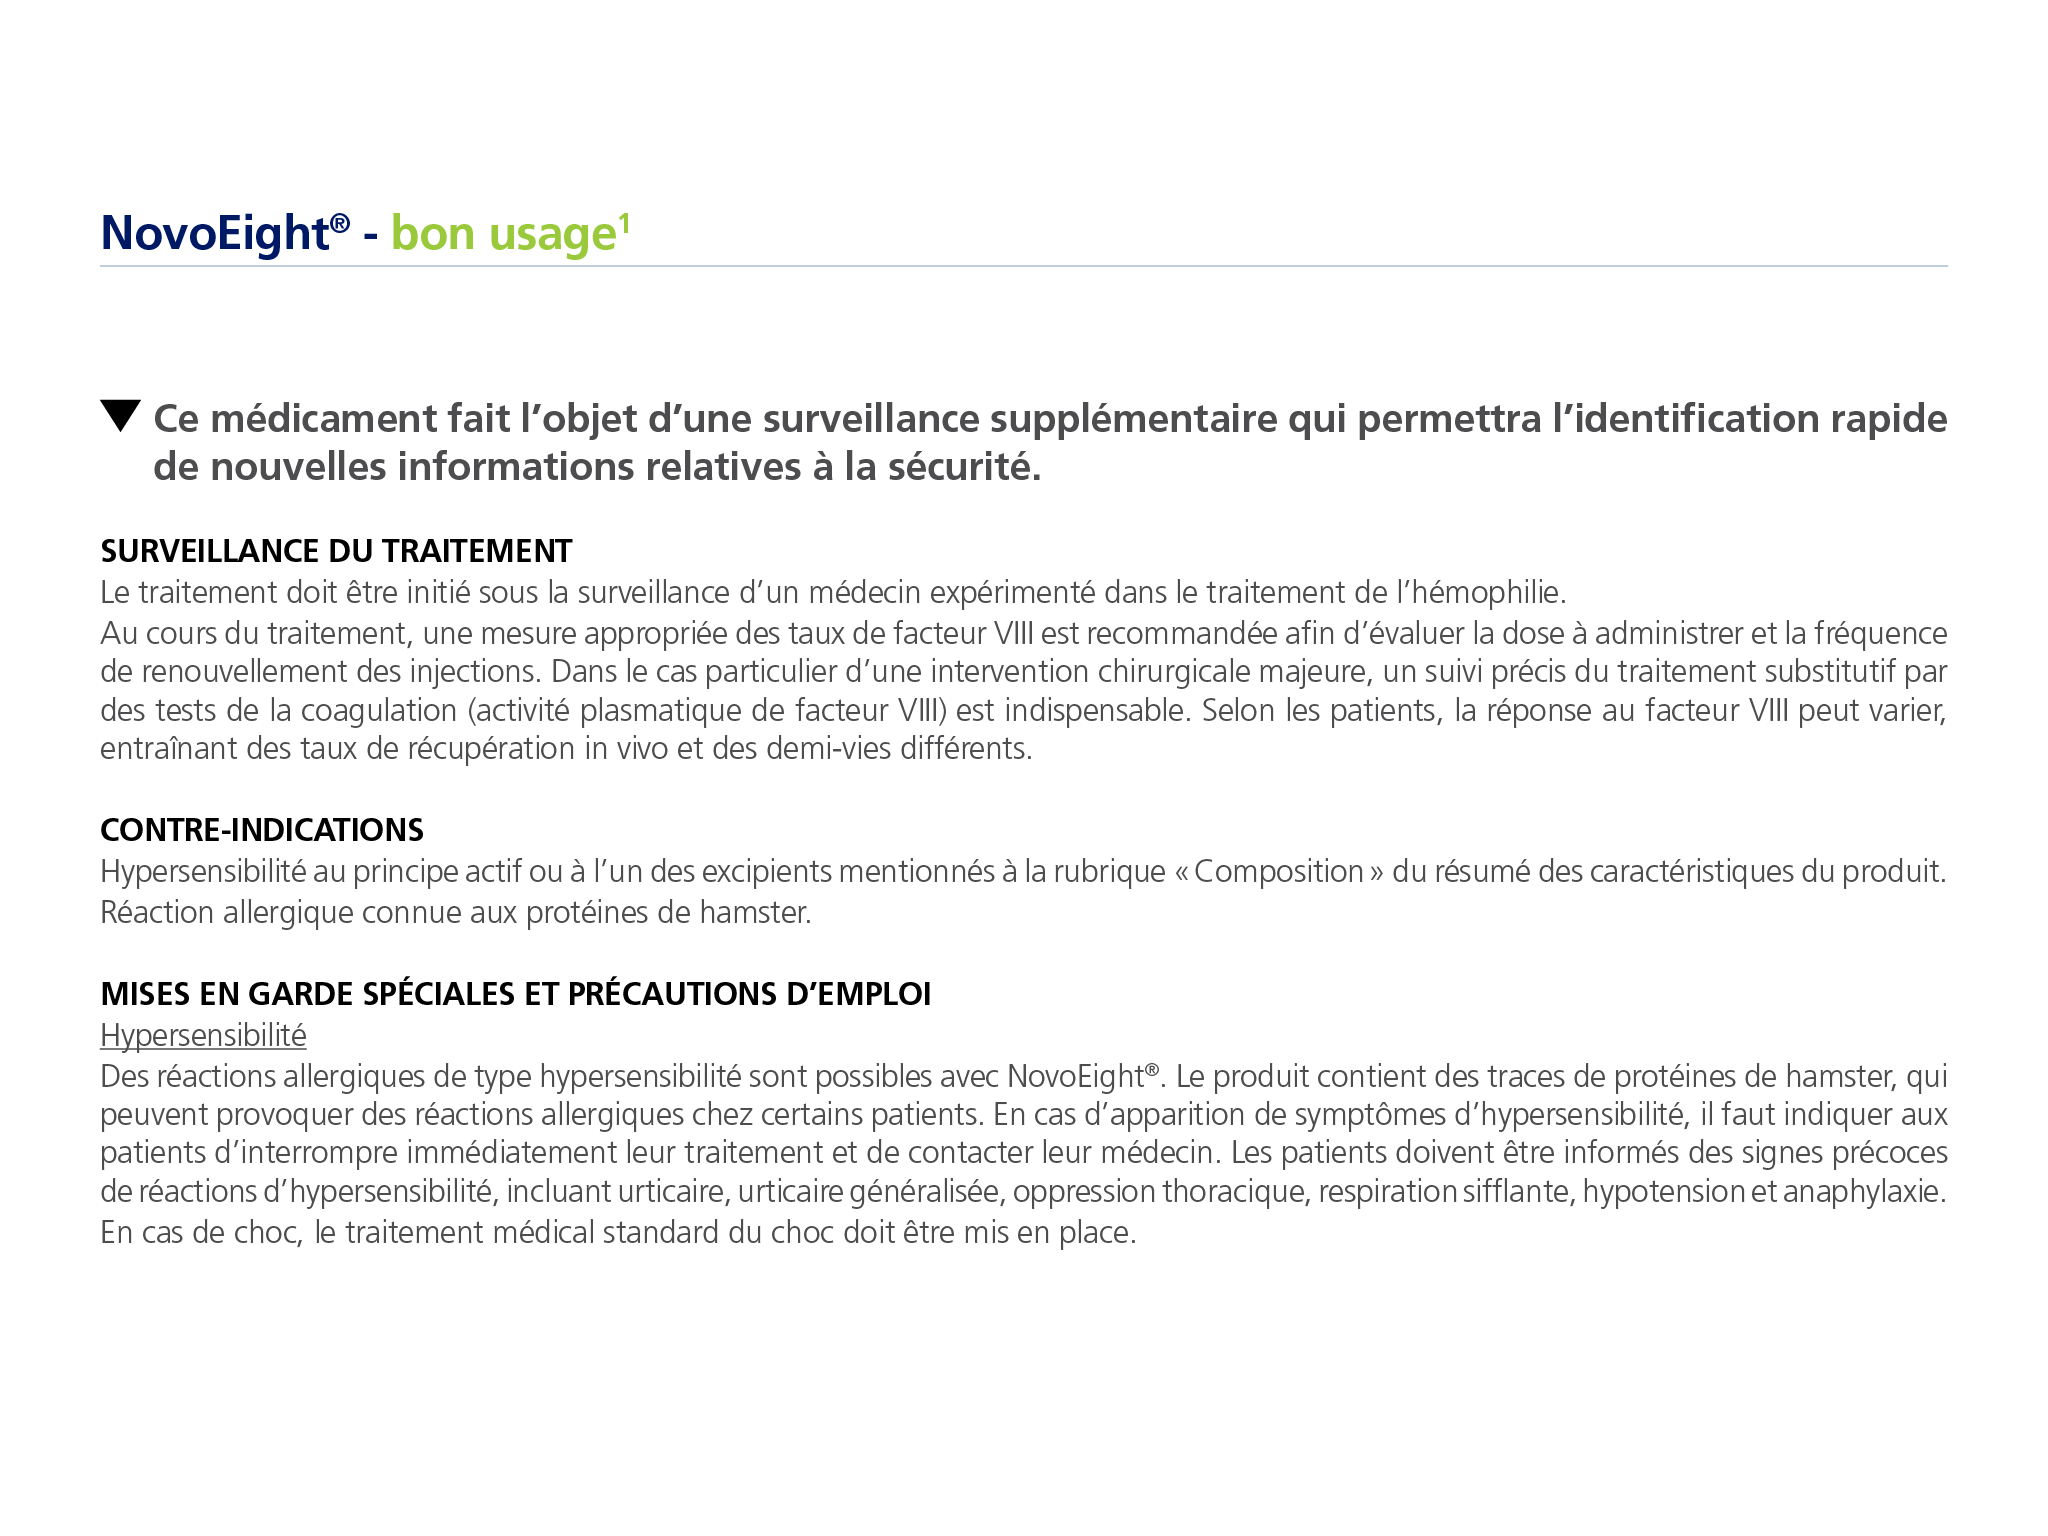 NovoEight® - bon usage¹
▼ Ce médicament fait l’objet d’une surveillance supplémentaire qui permettra l’identification rapide
de nouvelles informations relatives à la sécurité.
SURVEILLANCE DU TRAITEMENT
Le traitement doit être initié sous la surveillance d’un médecin expérimenté dans le traitement de l’hémophilie.
Au cours du traitement, une mesure appropriée des taux de facteur VIII est recommandée afin d’évaluer la dose à administrer et la fréquence
de renouvellement des injections. Dans le cas particulier d’une intervention chirurgicale majeure, un suivi précis du traitement substitutif par
des tests de la coagulation (activité plasmatique de facteur VIII) est indispensable. Selon les patients, la réponse au facteur VIII peut varier,
entraînant des taux de récupération in vivo et des demi-vies différents.
CONTRE-INDICATIONS
Hypersensibilité au principe actif ou à l’un des excipients mentionnés à la rubrique « Composition » du résumé des caractéristiques du produit.
Réaction allergique connue aux protéines de hamster.
MISES EN GARDE SPÉCIALES ET PRÉCAUTIONS D’EMPLOI
Hypersensibilité
Des réactions allergiques de type hypersensibilité sont possibles avec NovoEight®. Le produit contient des traces de protéines de hamster, qui
peuvent provoquer des réactions allergiques chez certains patients. En cas d’apparition de symptômes d’hypersensibilité, il faut indiquer aux
patients d’interrompre immédiatement leur traitement et de contacter leur médecin. Les patients doivent être informés des signes précoces
de réactions d’hypersensibilité, incluant urticaire, urticaire généralisée, oppression thoracique, respiration sifflante, hypotension et anaphylaxie.
En cas de choc, le traitement médical standard du choc doit être mis en place.